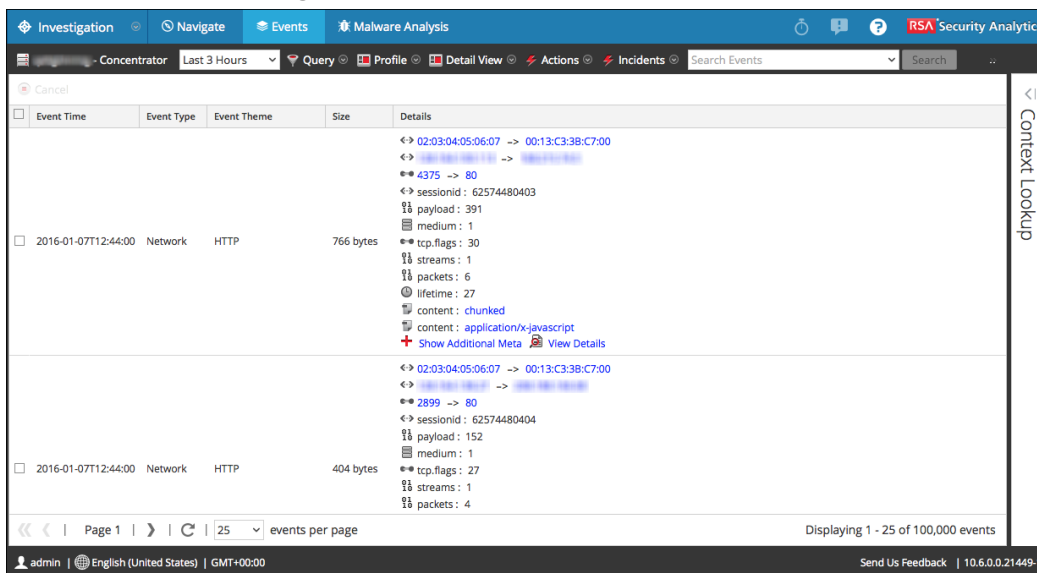 Investigation Navigate Events Malware Analysis RSA Security Analytic
- Concentrator Last 3 Hours Query Profile Detail View Actions Incidents Search Events Search
Cancel
Event Time Event Type Event Theme Size Details
02:03:04:05:06:07 -> 00:13:C3:3B:C7:00
->
4375 -> 80
sessionid : 62574480403
payload : 391
medium : 1
2016-01-07T12:44:00 Network HTTP 766 bytes tcp.flags : 30
streams : 1
packets : 6
lifetime : 27
content : chunked
content : application/x-javascript
Show Additional Meta View Details
02:03:04:05:06:07 -> 00:13:C3:3B:C7:00
->
2899 -> 80
sessionid : 62574480404
payload : 152
medium : 1
2016-01-07T12:44:00 Network HTTP 404 bytes tcp.flags : 27
streams : 1
packets : 4
Page 1 | 25 events per page Displaying 1 - 25 of 100,000 events
admin | English (United States) | GMT+00:00 Send Us Feedback | 10.6.0.0.21449-
Context Lookup